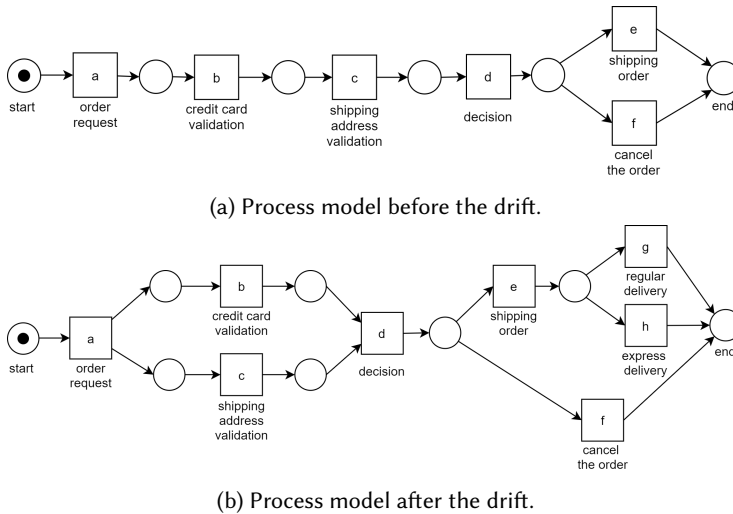 a
b
c
d
e
f
start
order
request
credit card
validation
shipping
address
validation
decision
shipping
order
cancel
the order
end
(a) Process model before the drift.
a
b
c
d
e
f
g
h
start
order
request
credit card
validation
shipping
address
validation
decision
shipping
order
regular
delivery
express
delivery
cancel
the order
end
(b) Process model after the drift.